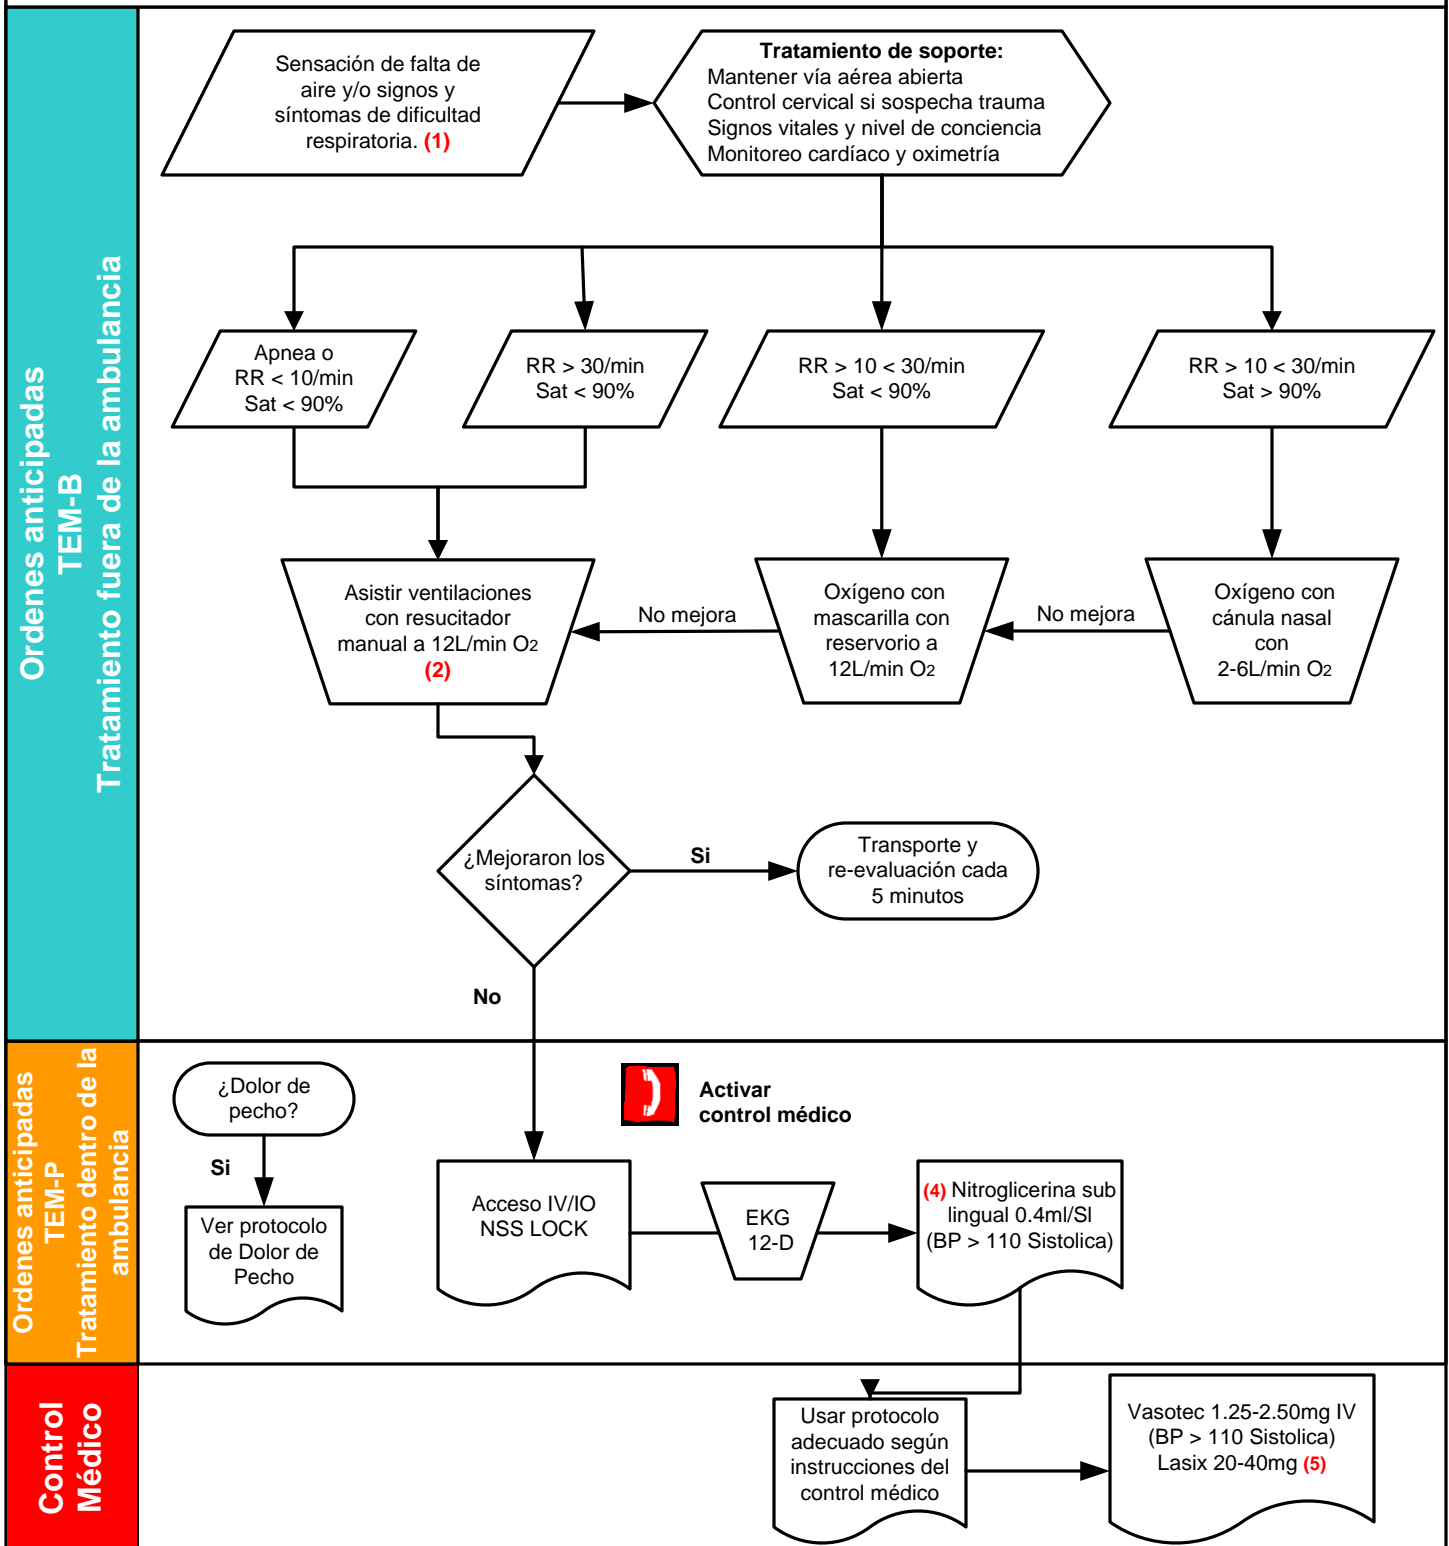 Ordenes anticipadas
TEM-B
Tratamiento fuera de la ambulancia
Sensación de falta de
aire y/o signos y
síntomas de dificultad
respiratoria. (1)
Tratamiento de soporte:
Mantener vía aérea abierta
Control cervical si sospecha trauma
Signos vitales y nivel de conciencia
Monitoreo cardíaco y oximetría
Apnea o
RR < 10/min
Sat < 90%
RR > 30/min
Sat < 90%
RR > 10 < 30/min
Sat < 90%
RR > 10 < 30/min
Sat > 90%
Asistir ventilaciones
con resucitador
manual a 12L/min O2
(2)
No mejora
Oxígeno con
mascarilla con
reservorio a
12L/min O2
No mejora
Oxígeno con
cánula nasal
con
2-6L/min O2
¿Mejoraron los
síntomas?
Si
Transporte y
re-evaluación cada
5 minutos
No
Ordenes anticipadas
TEM-P
Tratamiento dentro de la
ambulancia
¿Dolor de
pecho?
Si
Ver protocolo
de Dolor de
Pecho
Activar
control médico
Acceso IV/IO
NSS LOCK
EKG
12-D
(4) Nitroglicerina sub
lingual 0.4ml/Sl
(BP > 110 Sistolica)
Control
Médico
Usar protocolo
adecuado según
instrucciones del
control médico
Vasotec 1.25-2.50mg IV
(BP > 110 Sistolica)
Lasix 20-40mg (5)